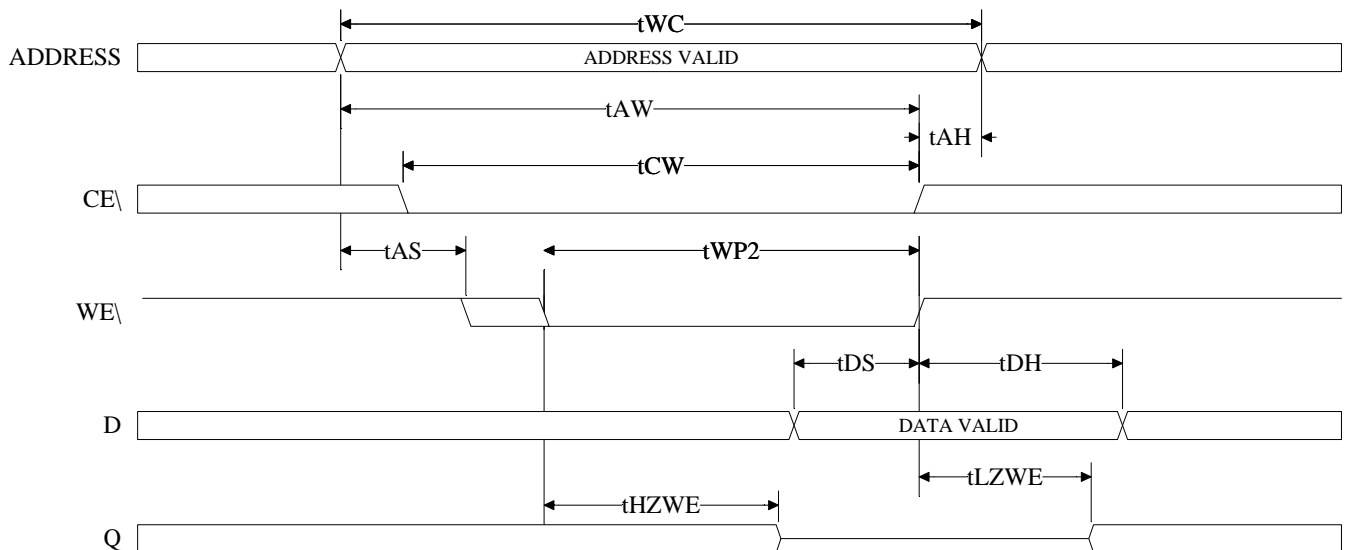 tWC
ADDRESS
ADDRESS VALID
tAW
tAH
tCW
CE\
tAS
tWP2
WE\
tDS
tDH
D
DATA VALID
tLZWE
tHZWE
Q